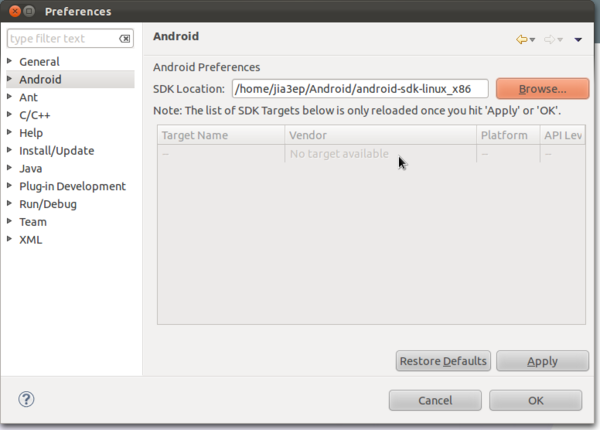 Preferences
type filter text
Android
General
Android
Ant
C/C++
Help
Install/Update
Java
Plug-in Development
Run/Debug
Team
XML
Android Preferences
SDK Location: /home/jia3ep/Android/android-sdk-linux_x86 Browse...
Note: The list of SDK Targets below is only reloaded once you hit 'Apply' or 'OK'.
Target Name Vendor Platform API Lev
– No target available – –
Restore Defaults Apply
? Cancel OK